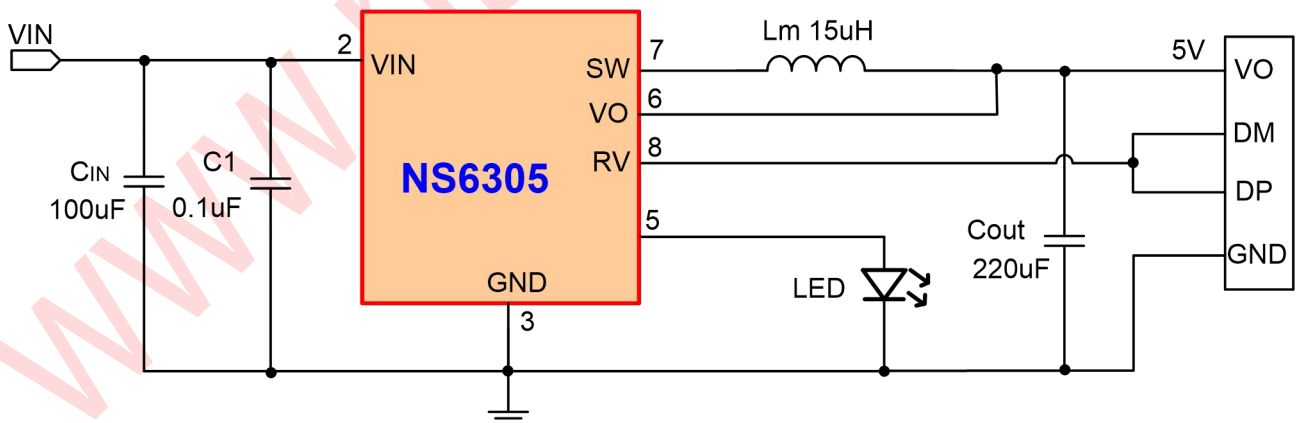 VIN
2
VIN
CIN
100uF
C1
0.1uF
NS6305
GND
3
SW
7
VO
6
RV
8
5
Lm 15uH
LED
Cout
220uF
5V
VO
DM
DP
GND